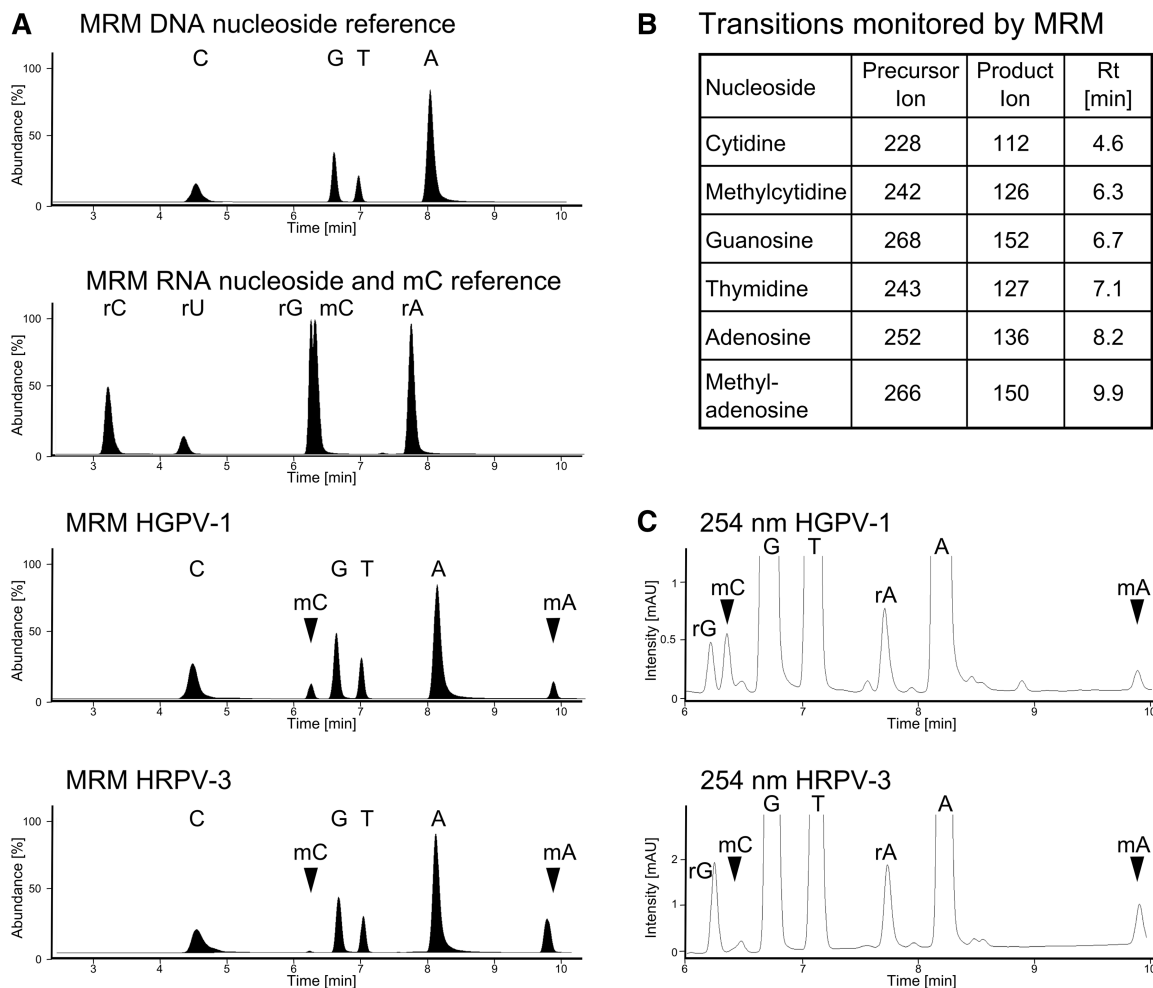 A
MRM DNA nucleoside reference
C G T A
Abundance [%]
100
50
0
3 4 5 6 7 8 9 10
Time [min]
MRM RNA nucleoside and mC reference
rC rU rG mC rA
Abundance [%]
100
50
0
3 4 5 6 7 8 9 10
Time [min]
MRM HGPV-1
C G T A
mC mA
Abundance [%]
100
50
0
3 4 5 6 7 8 9 10
Time [min]
MRM HRPV-3
C G T A
mC mA
Abundance [%]
100
50
0
3 4 5 6 7 8 9 10
Time [min]
B
Transitions monitored by MRM
Nucleoside Precursor Ion Product Ion Rt [min]
Cytidine 228 112 4.6
Methylcytidine 242 126 6.3
Guanosine 268 152 6.7
Thymidine 243 127 7.1
Adenosine 252 136 8.2
Methyl-
adenosine 266 150 9.9
C
254 nm HGPV-1
G T A
mC rA mA
rG
Intensity [mAU]
1
0.5
0
6 7 8 9 10
Time [min]
254 nm HRPV-3
G T A
mC rA mA
rG
Intensity [mAU]
2
1
0
6 7 8 9 10
Time [min]